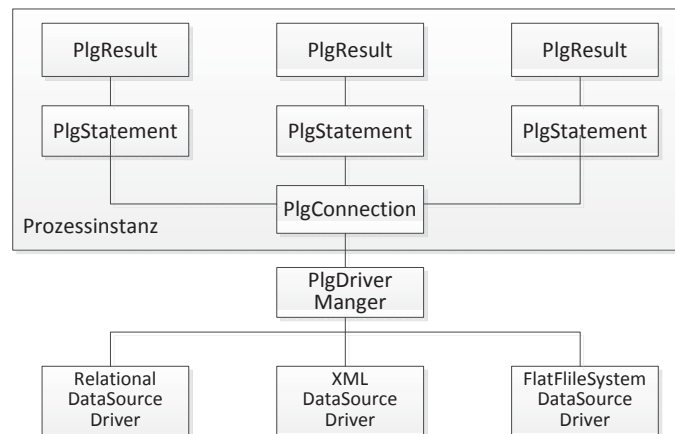 PlgResult
PlgResult
PlgResult
PlgStatement
PlgStatement
PlgStatement
PlgConnection
Prozessinstanz
PlgDriver
Manger
Relational
DataSource
Driver
XML
DataSource
Driver
FlatFlileSystem
DataSource
Driver